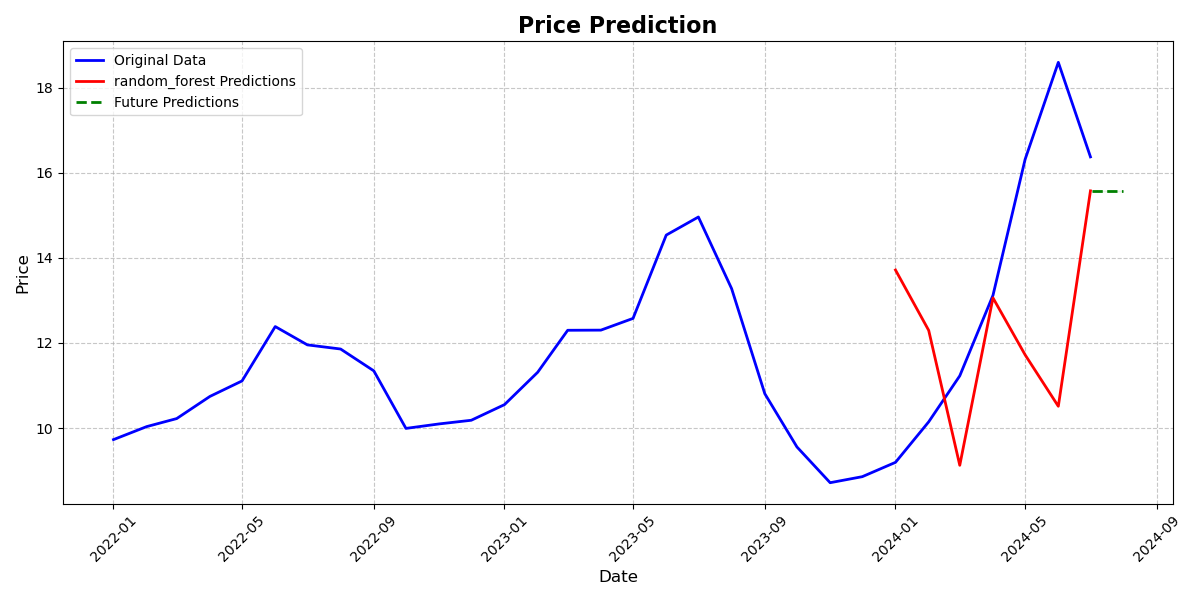 Price Prediction
Original Data
random_forest Predictions
Future Predictions
Price
18
16
14
12
10
2022-01
2022-05
2022-09
2023-01
2023-05
2023-09
2024-01
2024-05
2024-09
Date